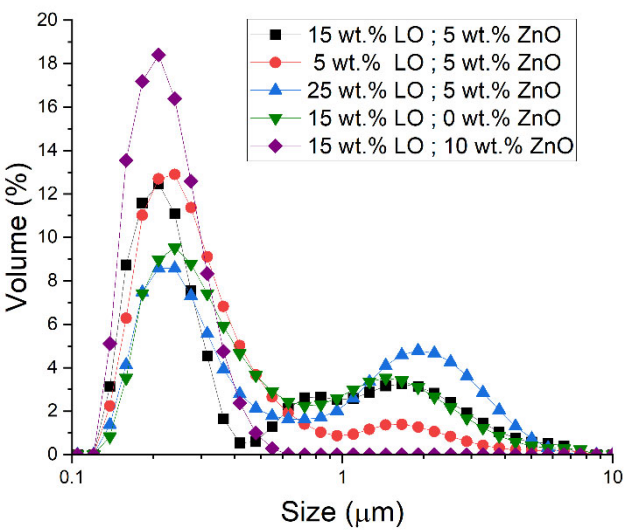 20
18
16
14
12
10
8
6
4
2
0
Volume (%)
15 wt.% LO ; 5 wt.% ZnO
5 wt.% LO ; 5 wt.% ZnO
25 wt.% LO ; 5 wt.% ZnO
15 wt.% LO ; 0 wt.% ZnO
15 wt.% LO ; 10 wt.% ZnO
0.1 1 10
Size (μm)